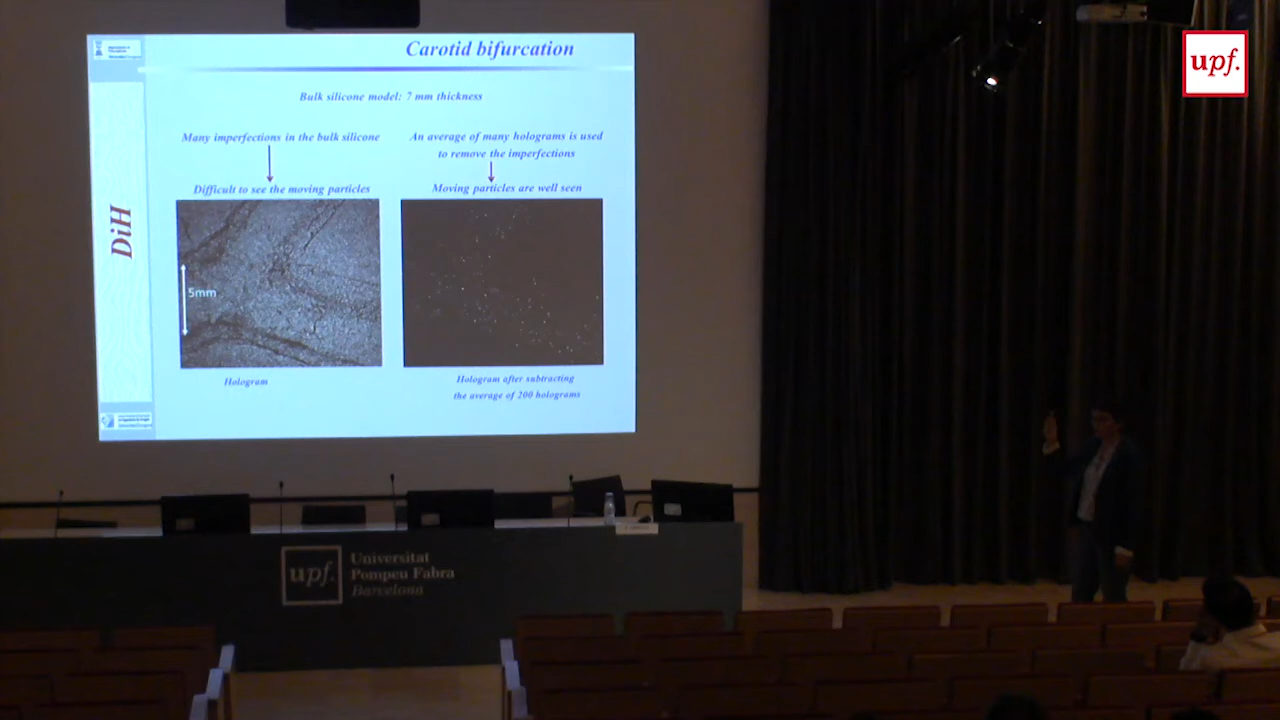 Carotid bifurcation
Bulk silicone model: 7 mm thickness
Many imperfections in the bulk silicone
Difficult to see the moving particles
An average of many holograms is used
to remove the imperfections
Moving particles are well seen
DiH
5mm
Hologram
Hologram after subtracting
the average of 200 holograms
upf.
upf.
Universitat
Pompeu Fabra
Barcelona